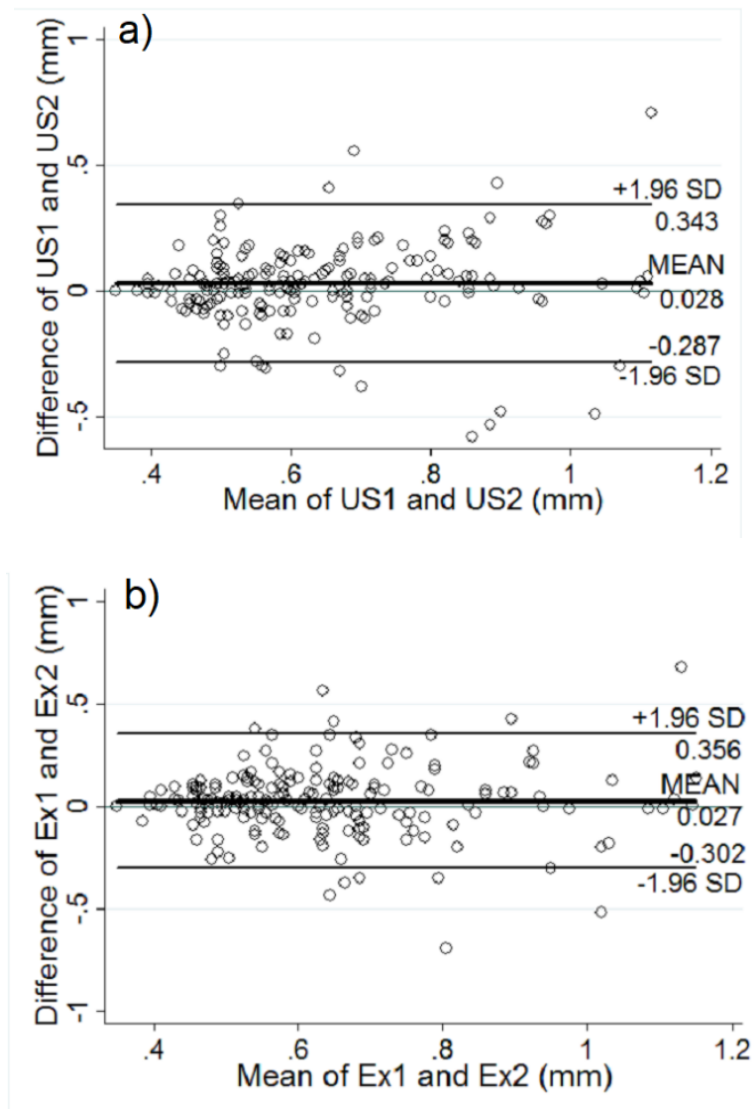 a)
Difference of US1 and US2 (mm)
1
.5
0
-.5
+1.96 SD
0.343
MEAN
0.028
-0.287
-1.96 SD
.4 .6 .8 1 1.2
Mean of US1 and US2 (mm)
b)
Difference of Ex1 and Ex2 (mm)
1
.5
0
-.5
-1
+1.96 SD
0.356
MEAN
0.027
-0.302
-1.96 SD
.4 .6 .8 1 1.2
Mean of Ex1 and Ex2 (mm)